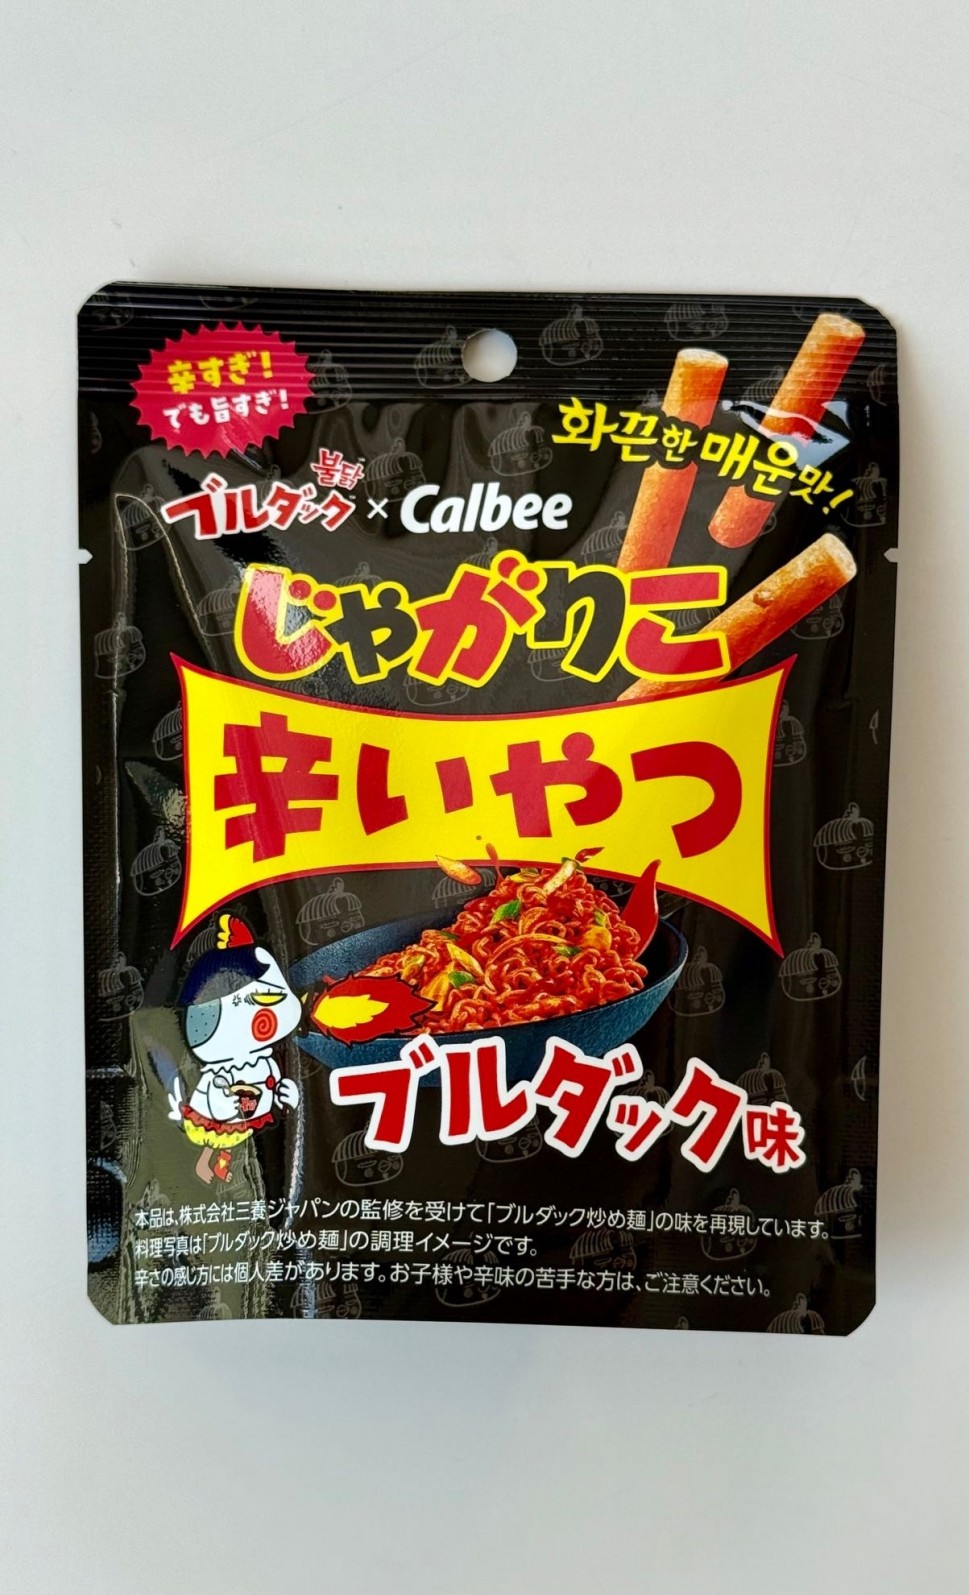 辛すぎ!
でも旨すぎ!
화끈한 매운맛!
불닭
ブルダック × Calbee
じゃがりこ
辛いやつ
ブルダック味
本品は、株式会社三養ジャパンの監修を受けて「ブルダック炒め麺」の味を再現しています。
料理写真は「ブルダック炒め麺」の調理イメージです。
辛さの感じ方には個人差があります。お子様や辛味の苦手な方は、ご注意ください。